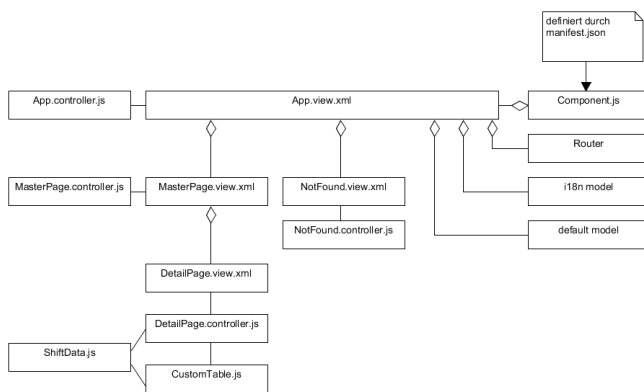 definiert durch
manifest.json
App.controller.js
App.view.xml
Component.js
Router
MasterPage.controller.js
MasterPage.view.xml
NotFound.view.xml
i18n model
NotFound.controller.js
default model
DetailPage.view.xml
DetailPage.controller.js
ShiftData.js
CustomTable.js